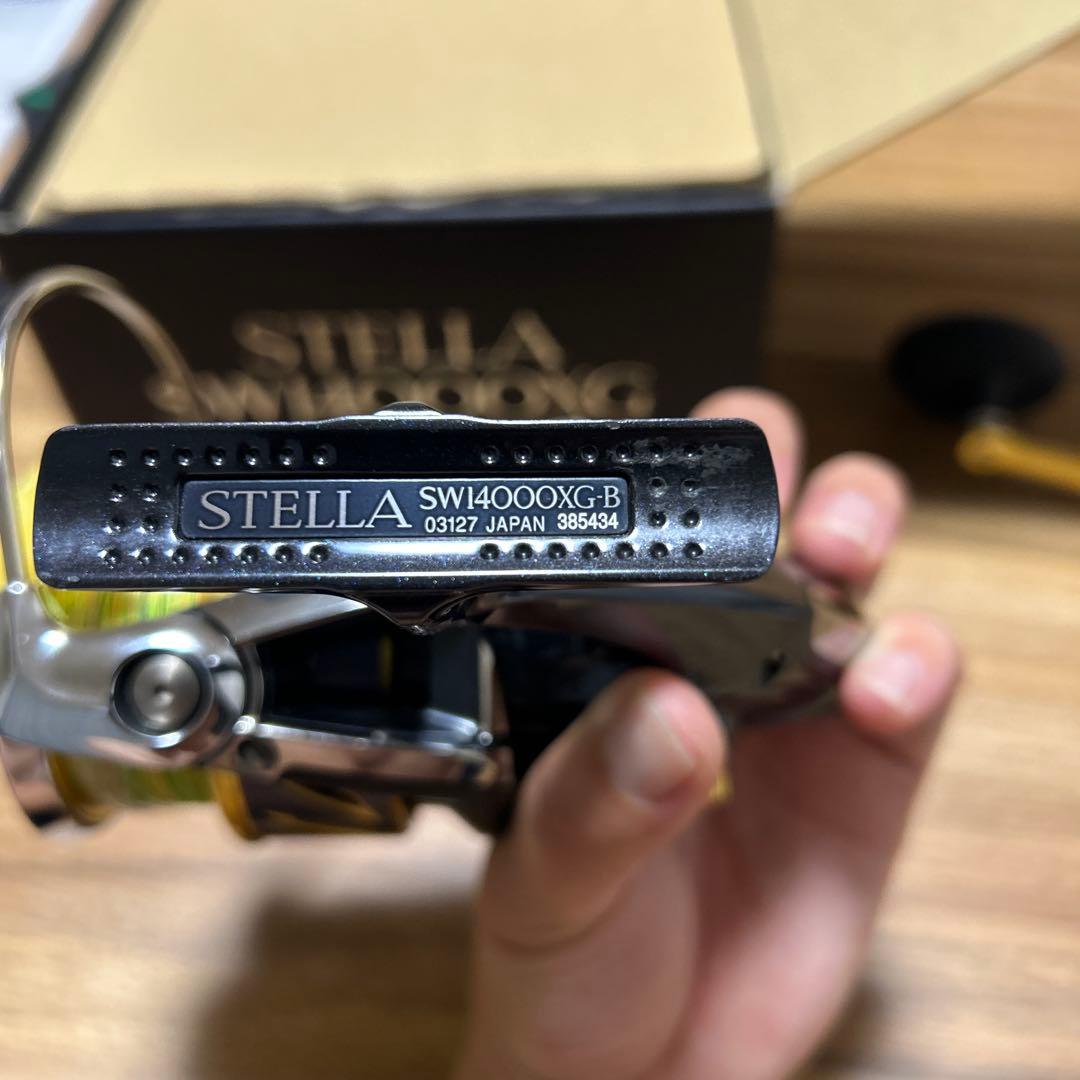 STELLA
SW14000XG
STELLA SW14000XG-B
03127 JAPAN 385434